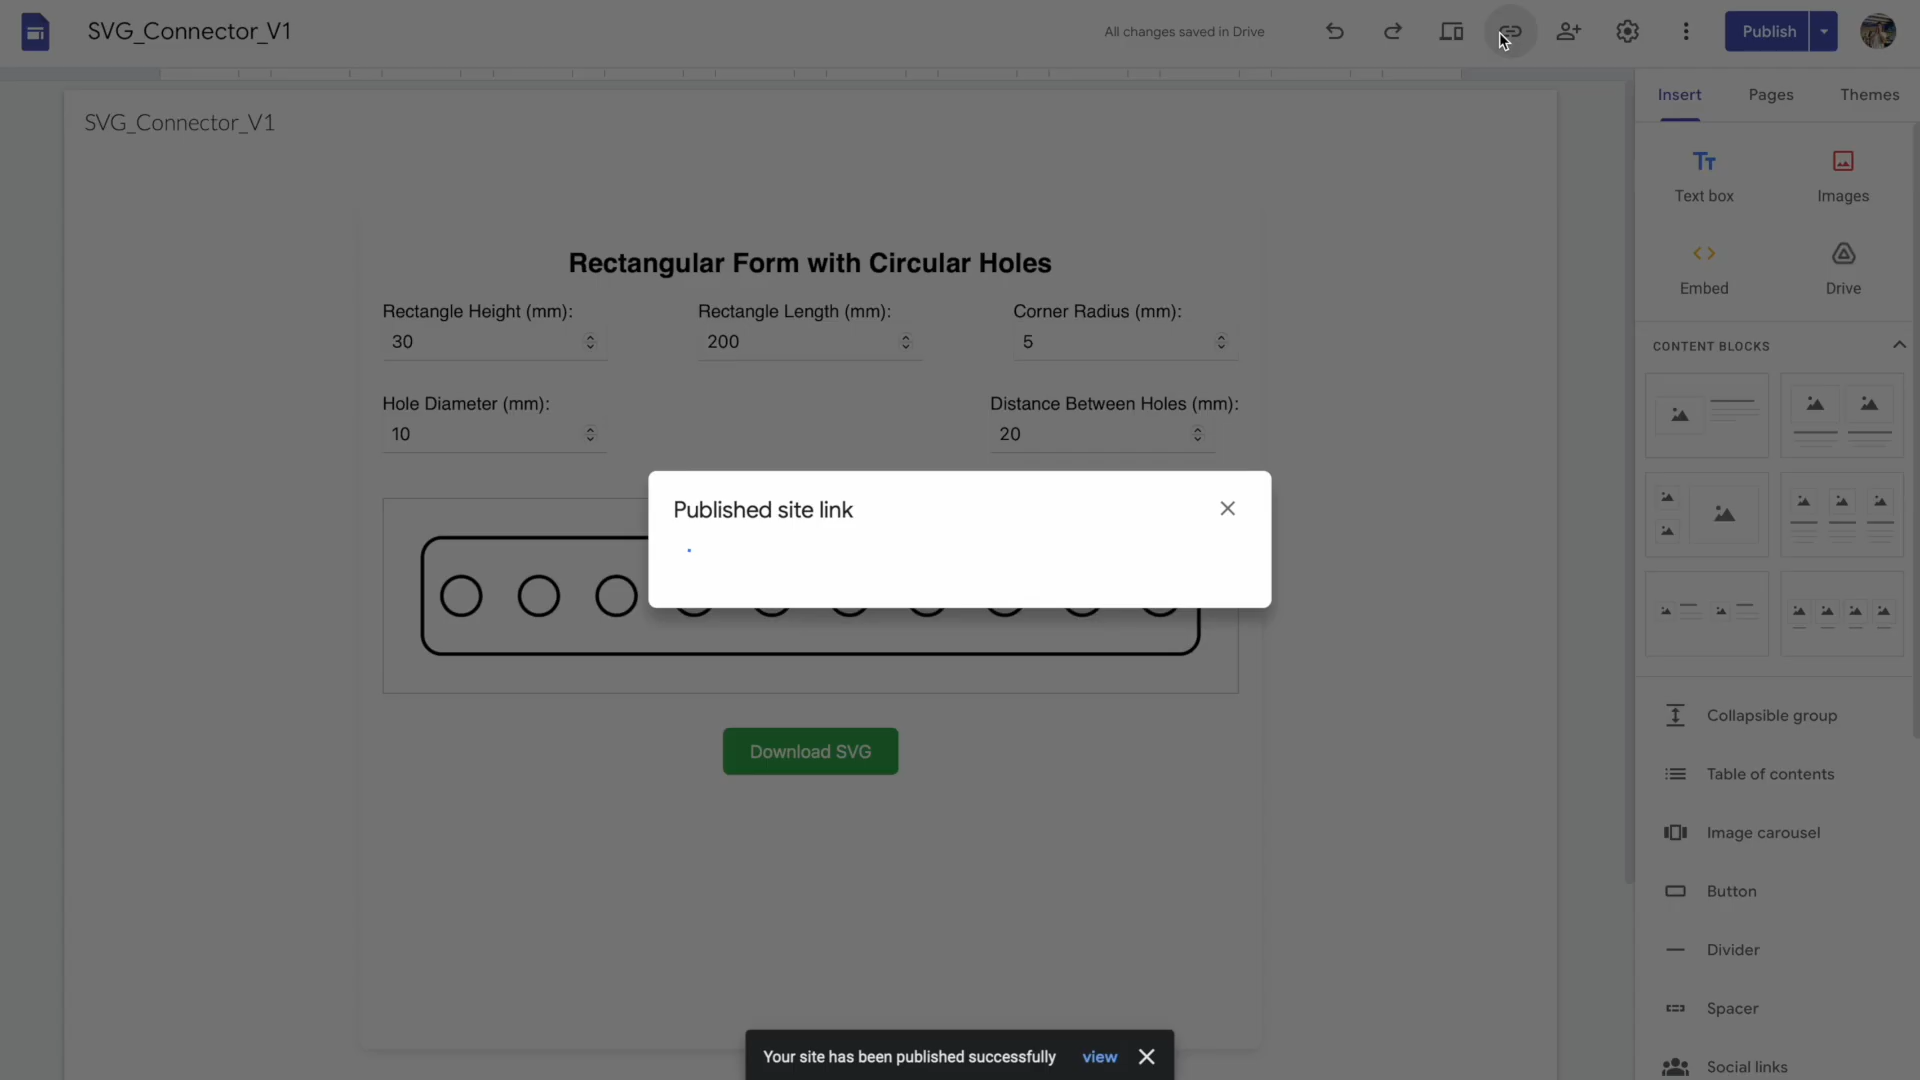 SVG_Connector_V1
All changes saved in Drive
Publish
Insert
Pages
Themes
SVG_Connector_V1
Text box
Images
Embed
Drive
CONTENT BLOCKS
Rectangular Form with Circular Holes
Rectangle Height (mm):
Rectangle Length (mm):
Corner Radius (mm):
30
200
5
Hole Diameter (mm):
Distance Between Holes (mm):
10
20
Published site link
Download SVG
Collapsible group
Table of contents
Image carousel
Button
Divider
Spacer
Social links
Your site has been published successfully
view